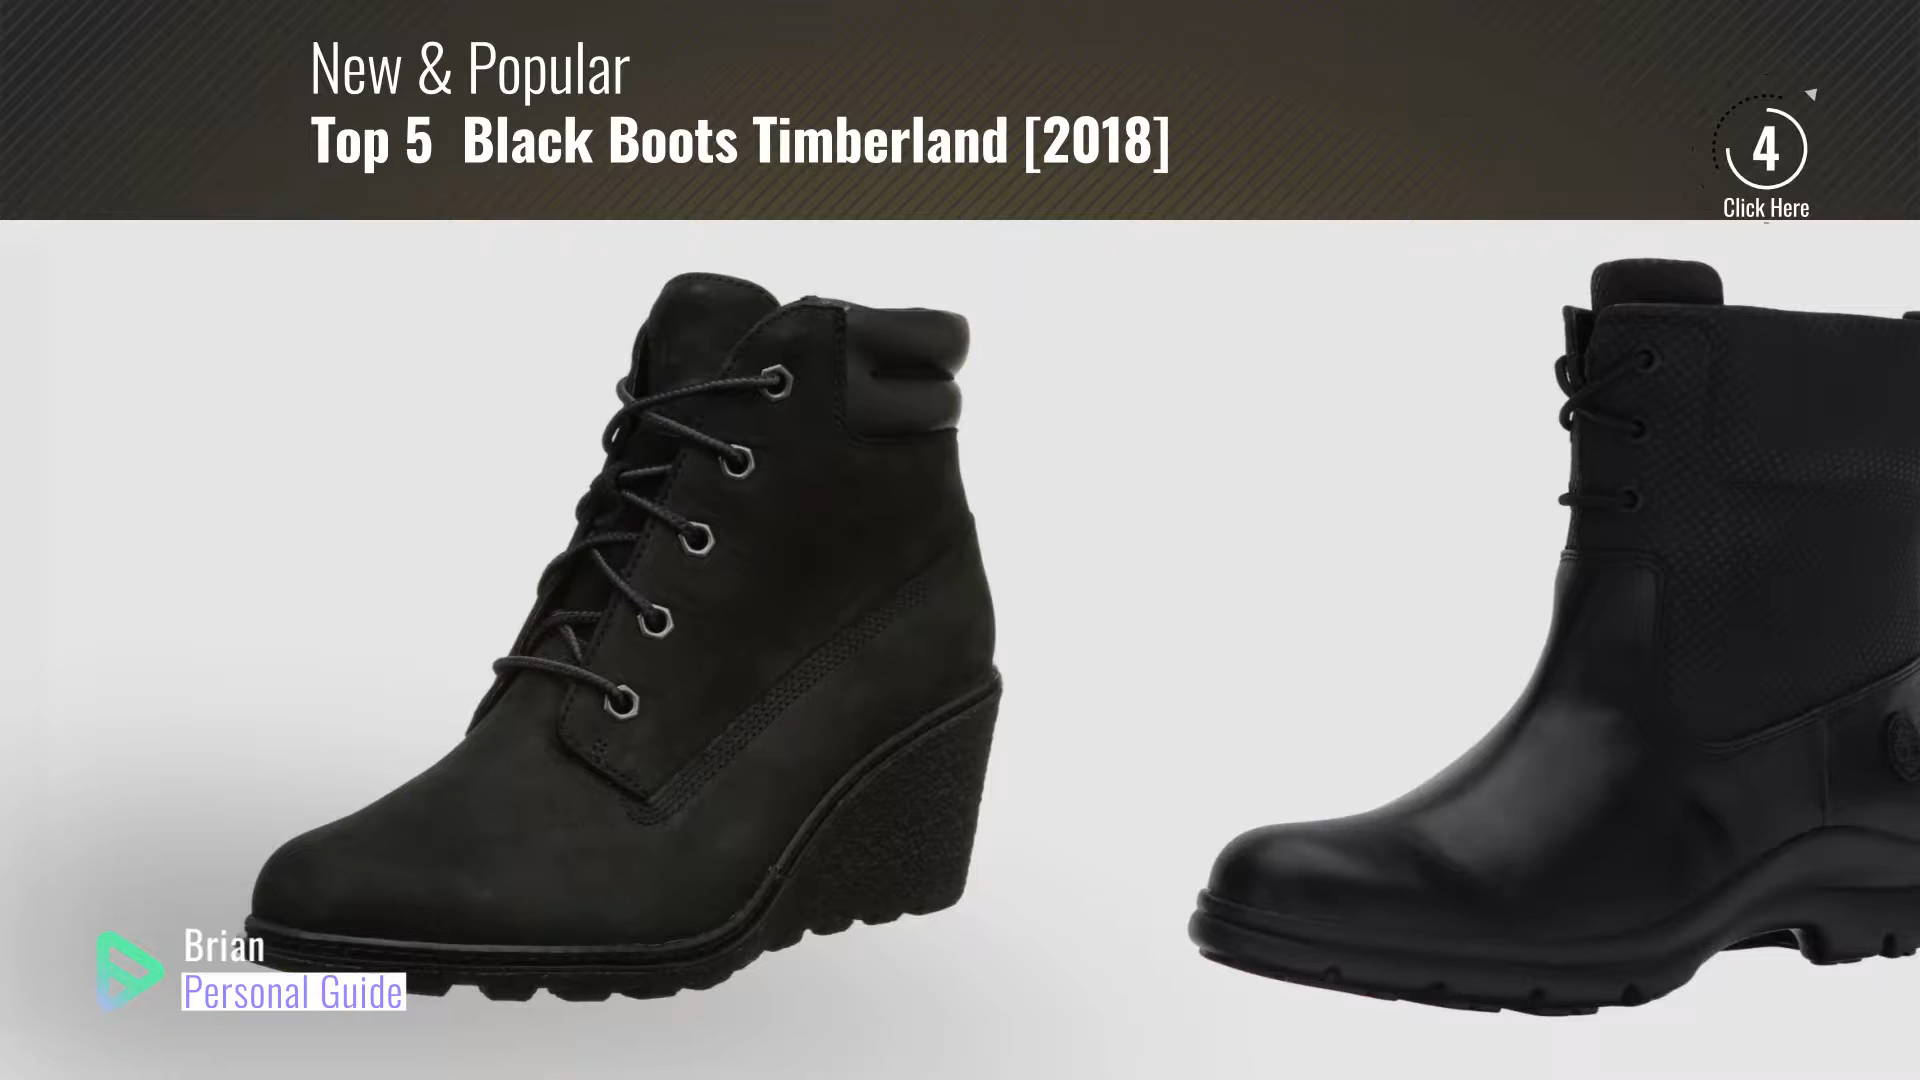 New & Popular
Top 5 Black Boots Timberland [2018]
4
Click Here
Brian
Personal Guide